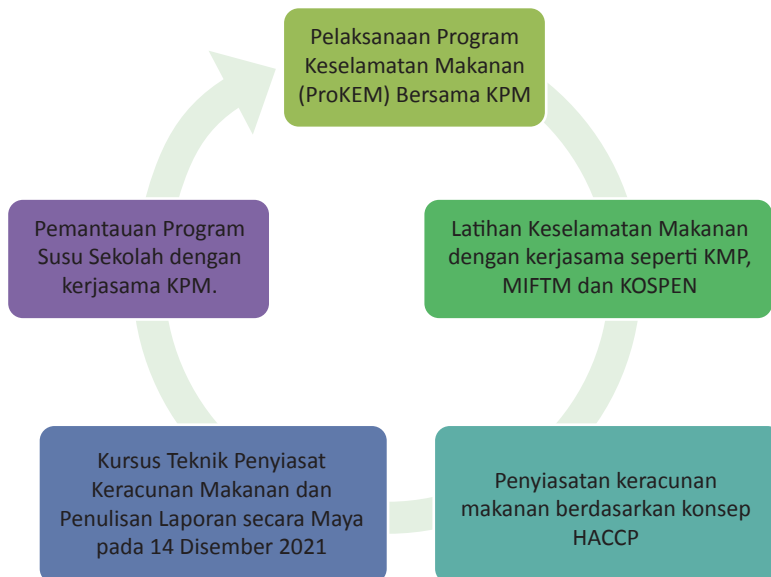 Pelaksanaan Program
Keselamatan Makanan
(ProKEM) Bersama KPM
Latihan Keselamatan Makanan
dengan kerjasama seperti KMP,
MIFTM dan KOSPEN
Penyiasatan keracunan
makanan berdasarkan konsep
HACCP
Kursus Teknik Penyiasat
Keracunan Makanan dan
Penulisan Laporan secara Maya
pada 14 Disember 2021
Pemantauan Program
Susu Sekolah dengan
kerjasama KPM.